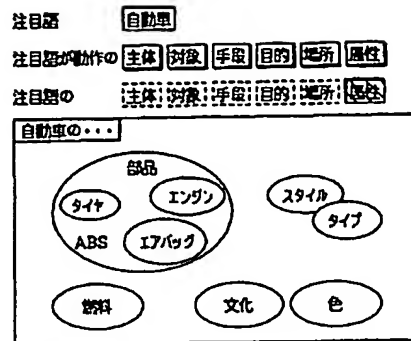 注目語 自動車
注目語が動作の 主体 対象 手段 目的 場所 属性
注目語の 主体 対象 手段 目的 場所 属性
自動車の・・・
部品
タイヤ エンジン
ABS エアバッグ
スタイル
タイプ
燃料 文化 色